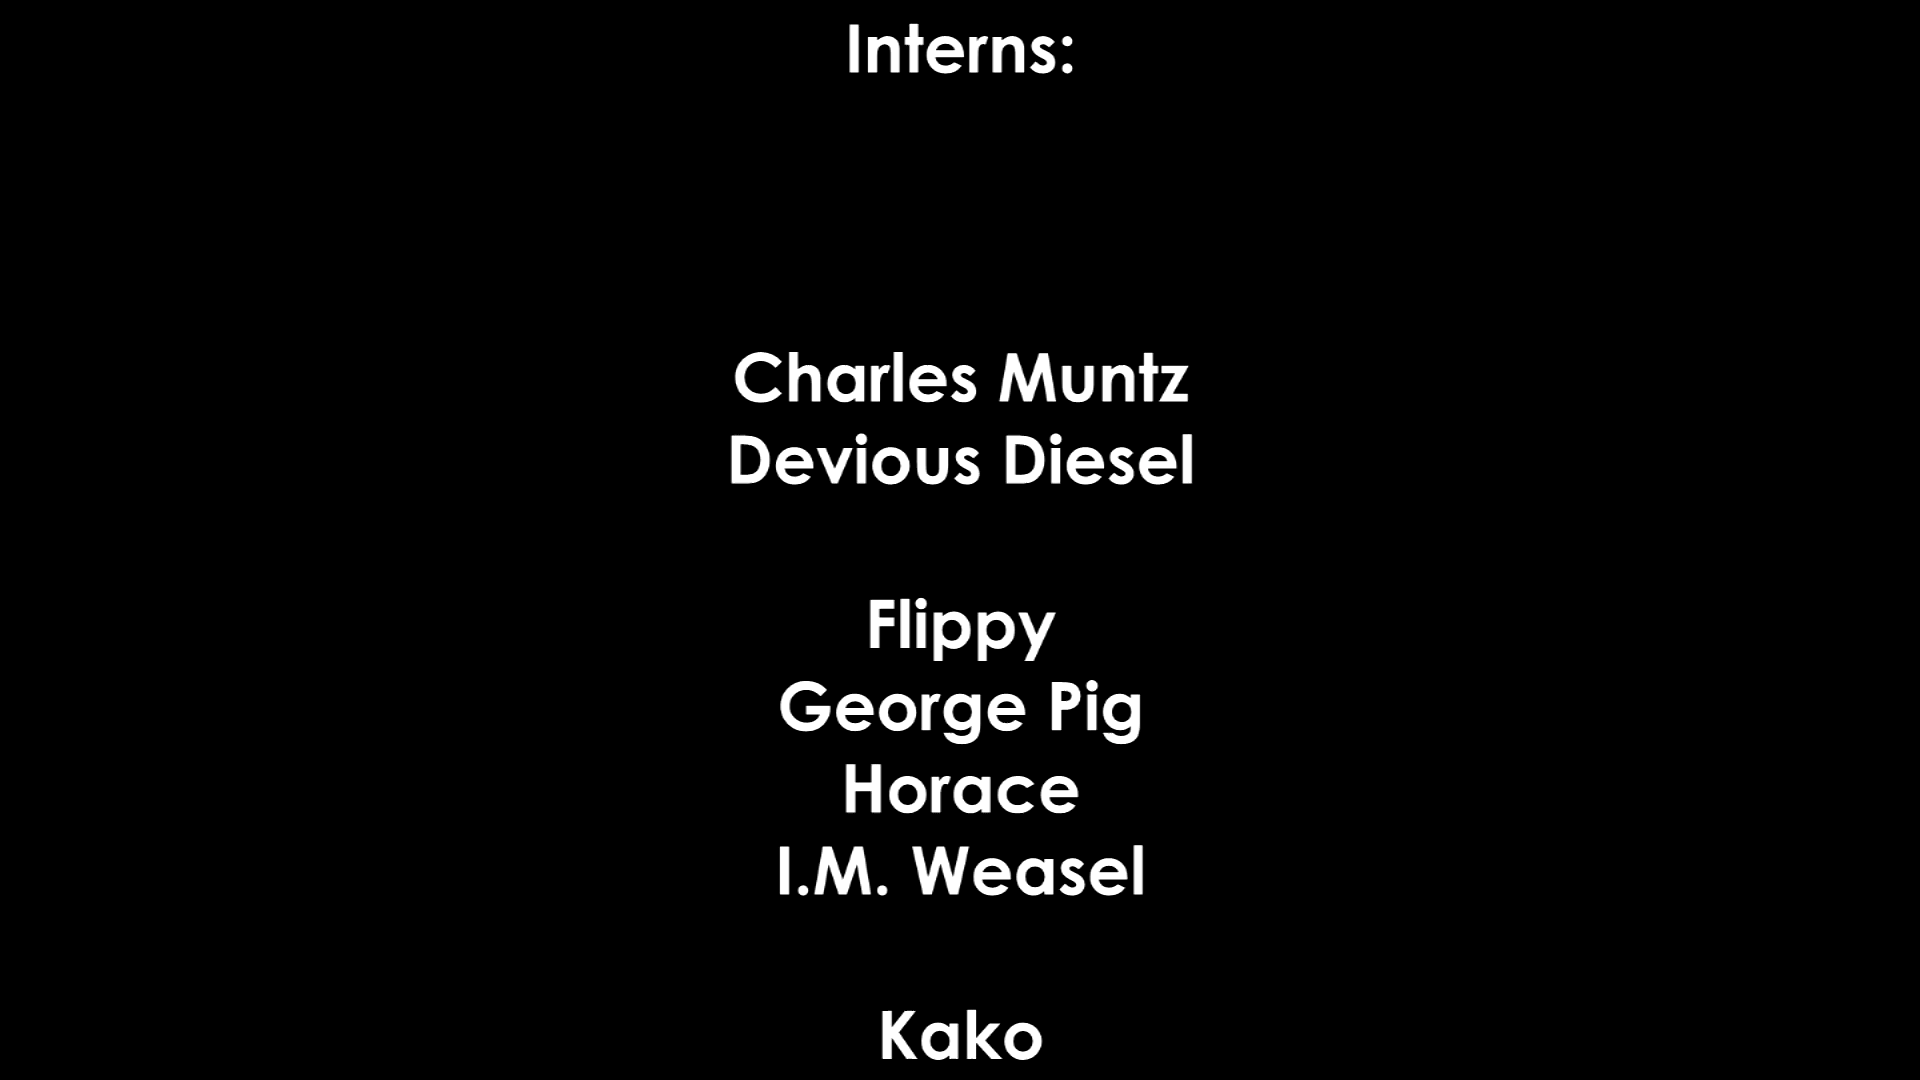 Interns:
Charles Muntz
Devious Diesel
Flippy
George Pig
Horace
I.M. Weasel
Kako